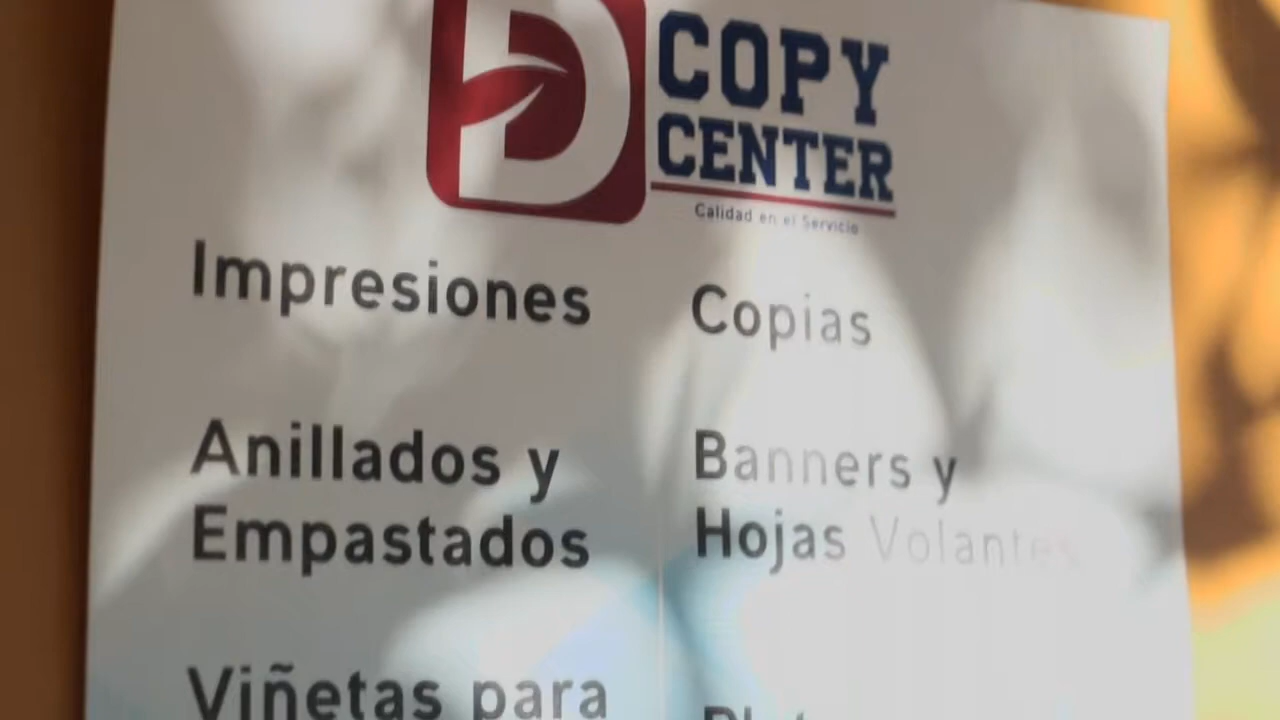 D COPY
CENTER
Calidad en el Servicio
Impresiones
Copias
Anillados y
Empastados
Banners y
Hojas Volantes
Viñetas para